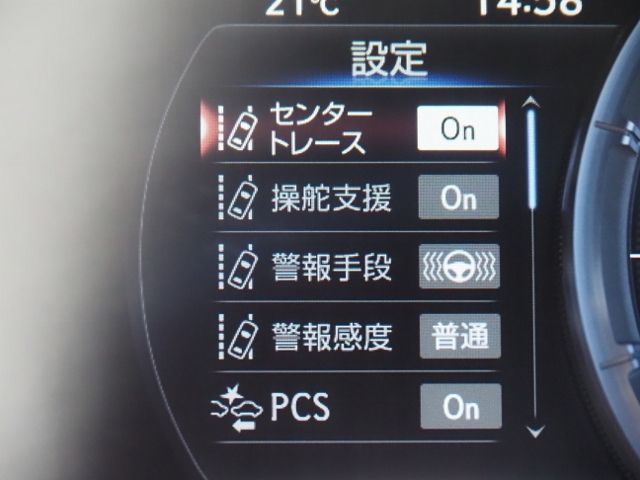 21℃ 14:58
設定
センター
トレース On
操舵支援 On
警報手段
警報感度 普通
PCS On